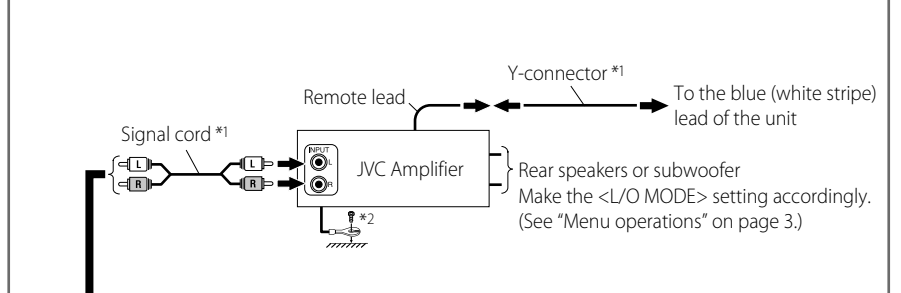 Y-connector *1
Remote lead
To the blue (white stripe)
lead of the unit
Signal cord *1
L
R
L
R
INPUT
L
R
JVC Amplifier
Rear speakers or subwoofer
Make the <L/O MODE> setting accordingly.
(See “Menu operations” on page 3.)
*2